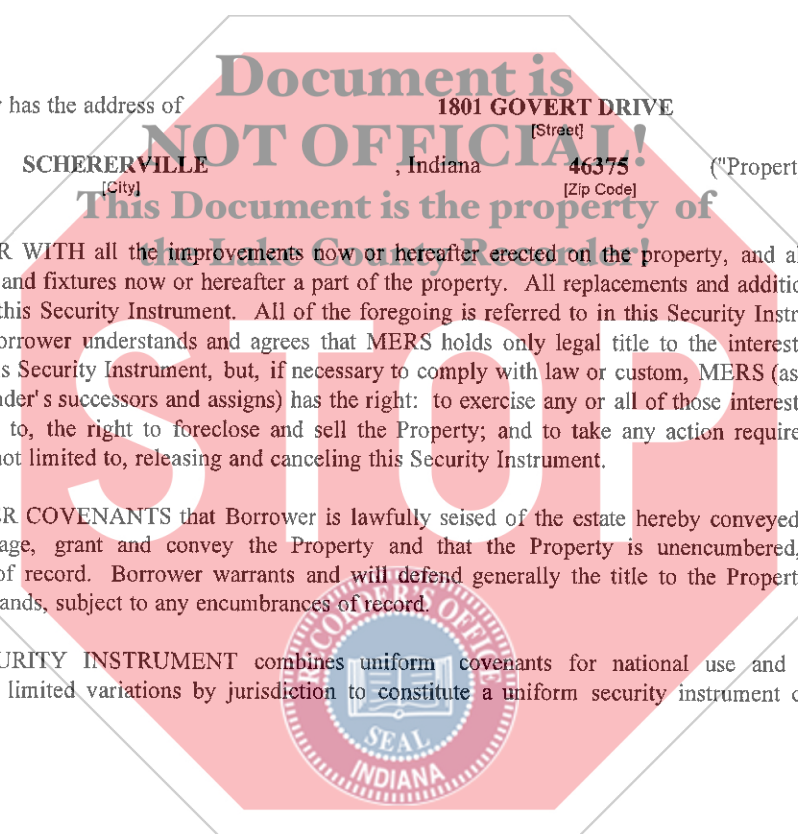 Document is
has the address of 1801 GOVERT DRIVE
[Street]
NOT OFFICIAL!
SCHERERVILLE , Indiana 46375 ("Propert
[City] [Zip Code]
This Document is the property of
the Lake County Recorder!
R WITH all the improvements now or hereafter erected on the property, and al
and fixtures now or hereafter a part of the property. All replacements and additio
this Security Instrument. All of the foregoing is referred to in this Security Instr
orrower understands and agrees that MERS holds only legal title to the interest
s Security Instrument, but, if necessary to comply with law or custom, MERS (as
nder's successors and assigns) has the right: to exercise any or all of those interest
to, the right to foreclose and sell the Property; and to take any action require
not limited to, releasing and canceling this Security Instrument.
STOP
R COVENANTS that Borrower is lawfully seised of the estate hereby conveyed
age, grant and convey the Property and that the Property is unencumbered,
of record. Borrower warrants and will defend generally the title to the Propert
ands, subject to any encumbrances of record.
URITY INSTRUMENT combines uniform covenants for national use and
limited variations by jurisdiction to constitute a uniform security instrument c
RECORDER'S OFFICE
SEAL
INDIANA